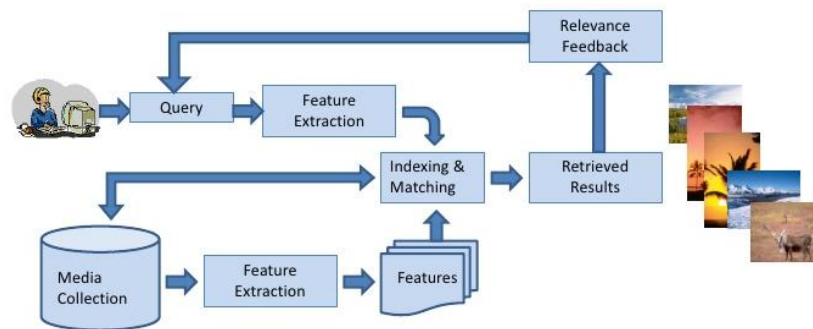 Relevance
Feedback
Query
Feature
Extraction
Indexing &
Matching
Retrieved
Results
Media
Collection
Feature
Extraction
Features